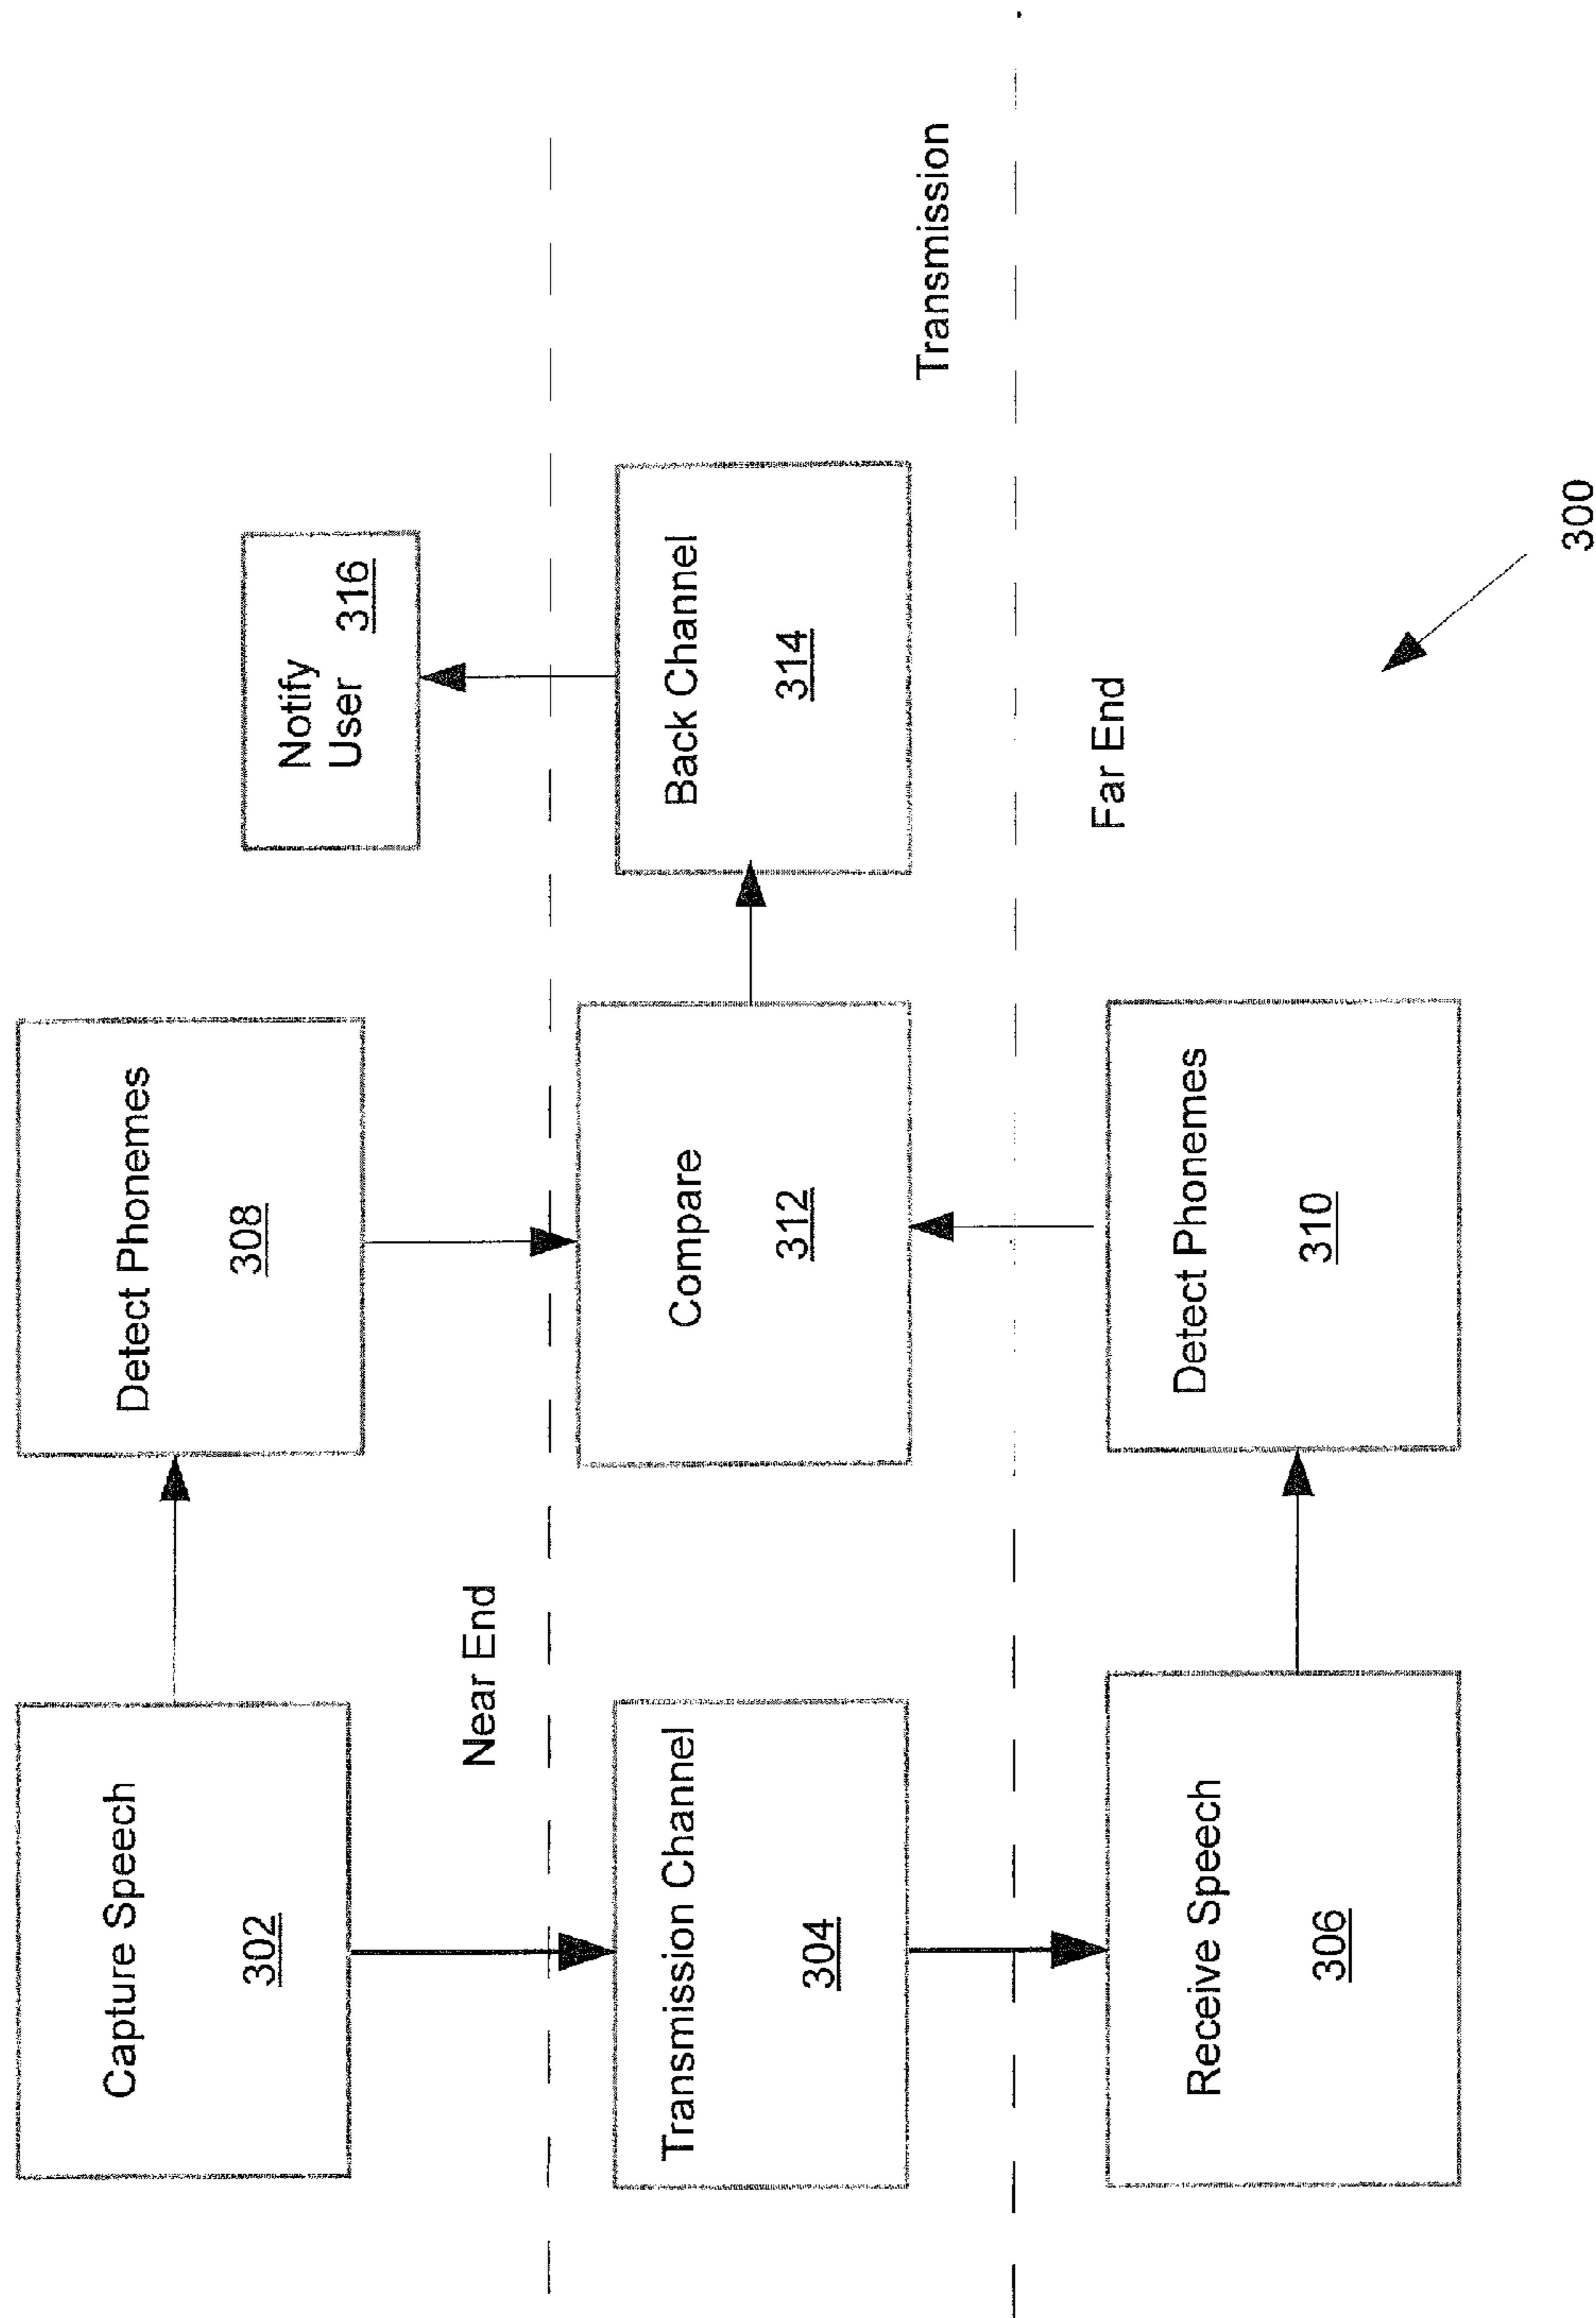 Capture Speech
302
Detect Phonemes
308
Notify
User 316
Near End
Transmission Channel
304
Compare
312
Back Channel
314
Transmission
Receive Speech
306
Detect Phonemes
310
Far End
300